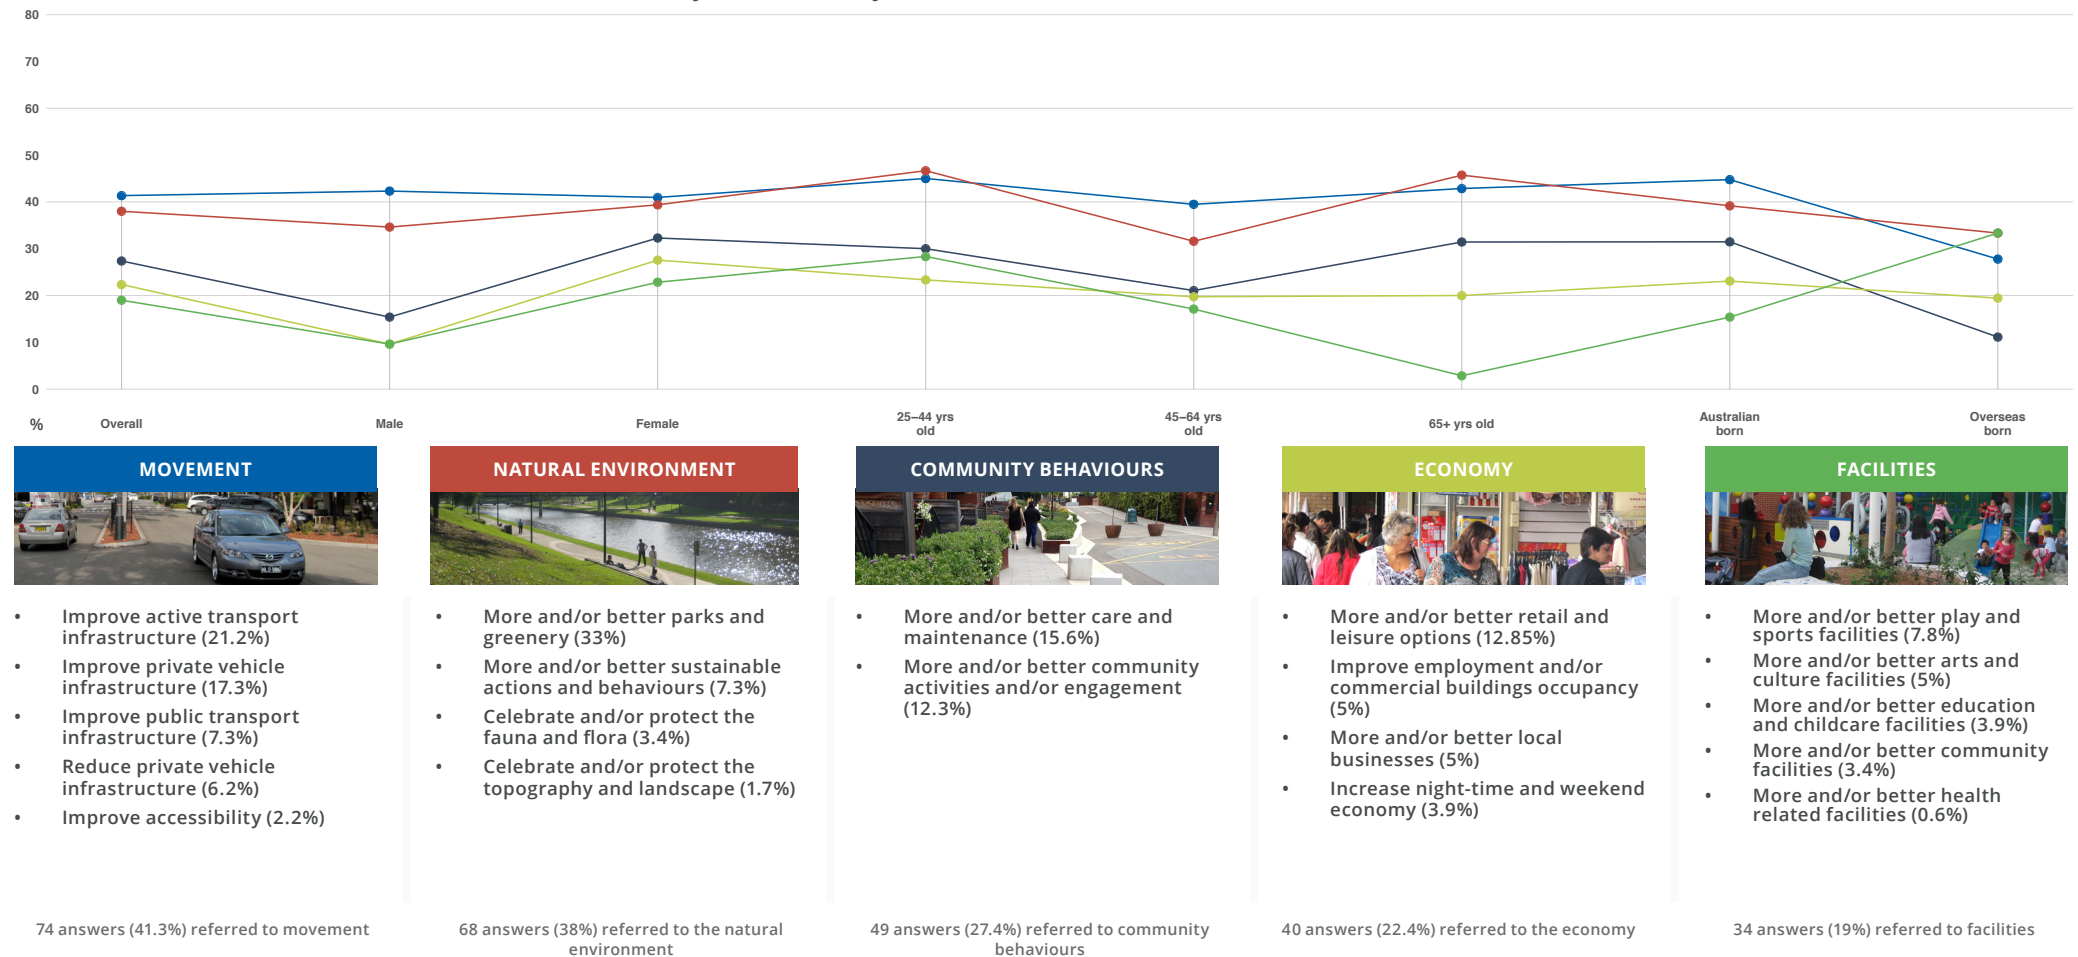 80
70
60
50
40
30
20
10
0
%
Overall
Male
Female
25–44 yrs
old
45–64 yrs
old
65+ yrs old
Australian
born
Overseas
born
MOVEMENT
• Improve active transport
infrastructure (21.2%)
• Improve private vehicle
infrastructure (17.3%)
• Improve public transport
infrastructure (7.3%)
• Reduce private vehicle
infrastructure (6.2%)
• Improve accessibility (2.2%)
74 answers (41.3%) referred to movement
NATURAL ENVIRONMENT
• More and/or better parks and
greenery (33%)
• More and/or better sustainable
actions and behaviours (7.3%)
• Celebrate and/or protect the
fauna and flora (3.4%)
• Celebrate and/or protect the
topography and landscape (1.7%)
68 answers (38%) referred to the natural
environment
COMMUNITY BEHAVIOURS
• More and/or better care and
maintenance (15.6%)
• More and/or better community
activities and/or engagement
(12.3%)
49 answers (27.4%) referred to community
behaviours
ECONOMY
• More and/or better retail and
leisure options (12.85%)
• Improve employment and/or
commercial buildings occupancy
(5%)
• More and/or better local
businesses (5%)
• Increase night-time and weekend
economy (3.9%)
40 answers (22.4%) referred to the economy
FACILITIES
• More and/or better play and
sports facilities (7.8%)
• More and/or better arts and
culture facilities (5%)
• More and/or better education
and childcare facilities (3.9%)
• More and/or better community
facilities (3.4%)
• More and/or better health
related facilities (0.6%)
34 answers (19%) referred to facilities